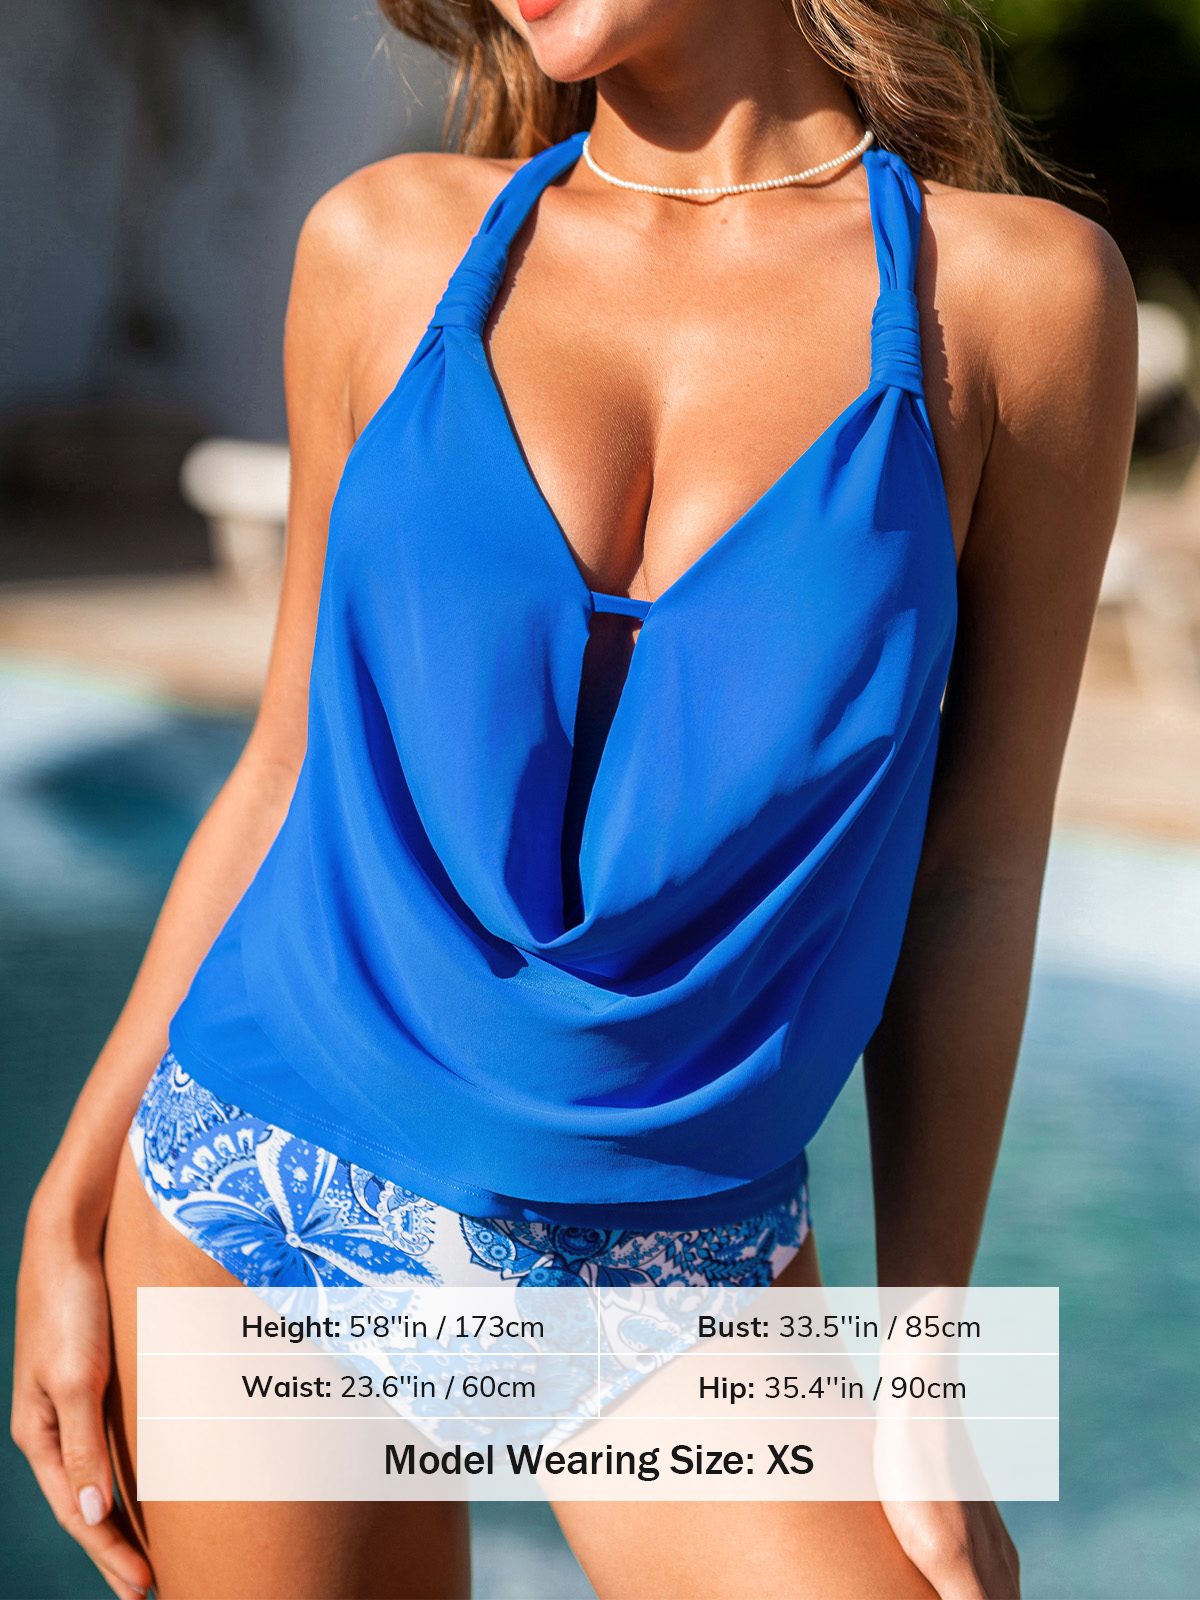 Height: 5'8''in / 173cm
Bust: 33.5''in / 85cm
Waist: 23.6''in / 60cm
Hip: 35.4''in / 90cm
Model Wearing Size: XS